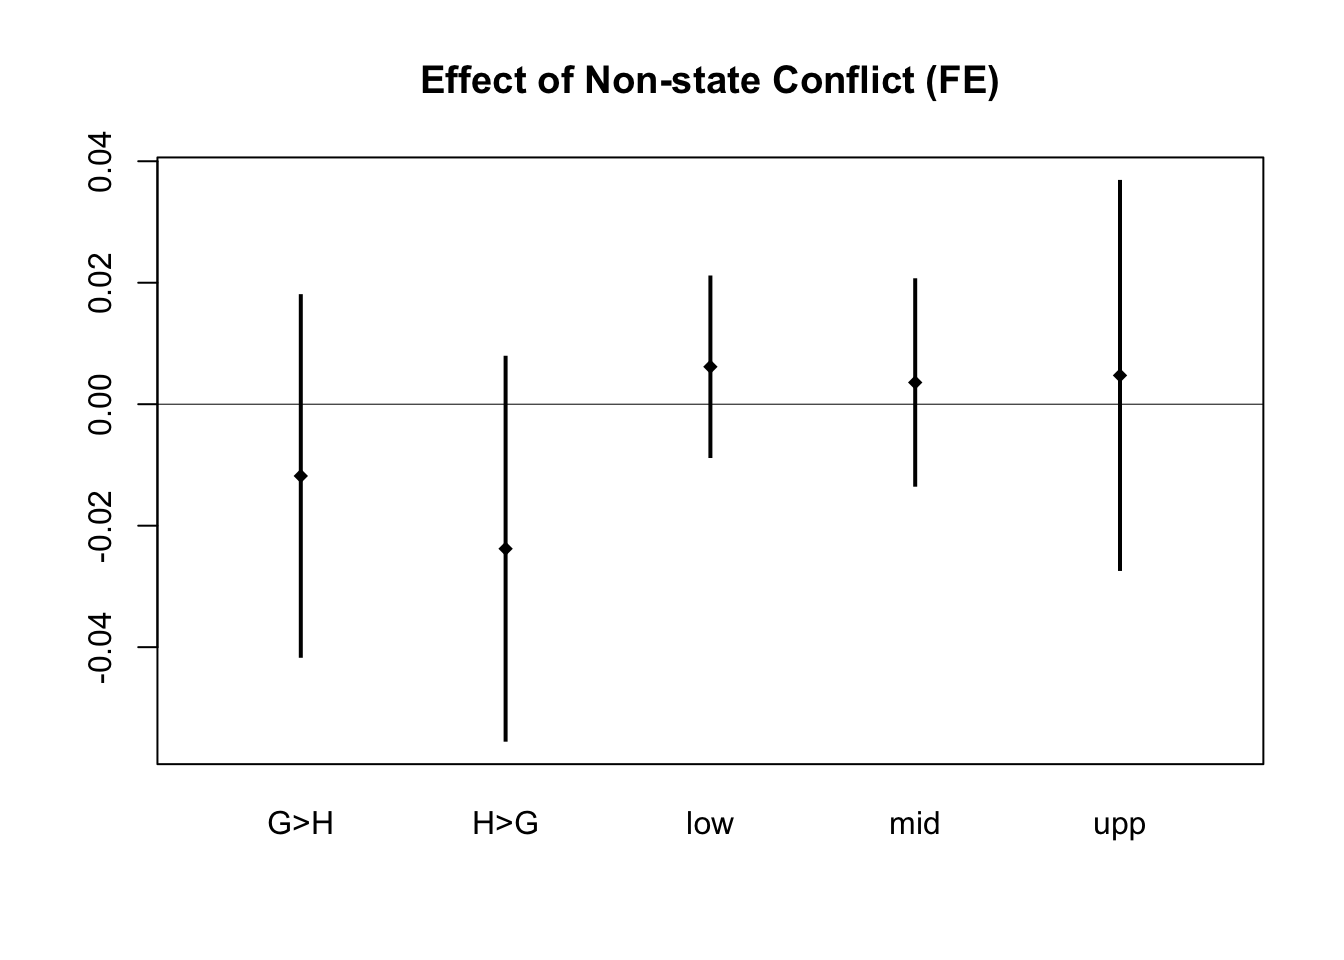 Effect of Non-state Conflict (FE)
0.04
0.02
0.00
-0.02
-0.04
G>H H>G low mid upp